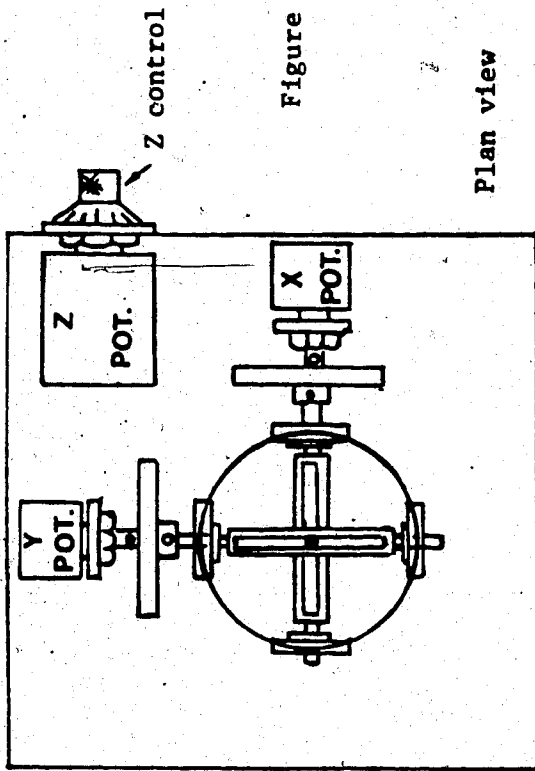 Z control
Figure
Plan view
Z
POT.
X
POT.
Y
POT.